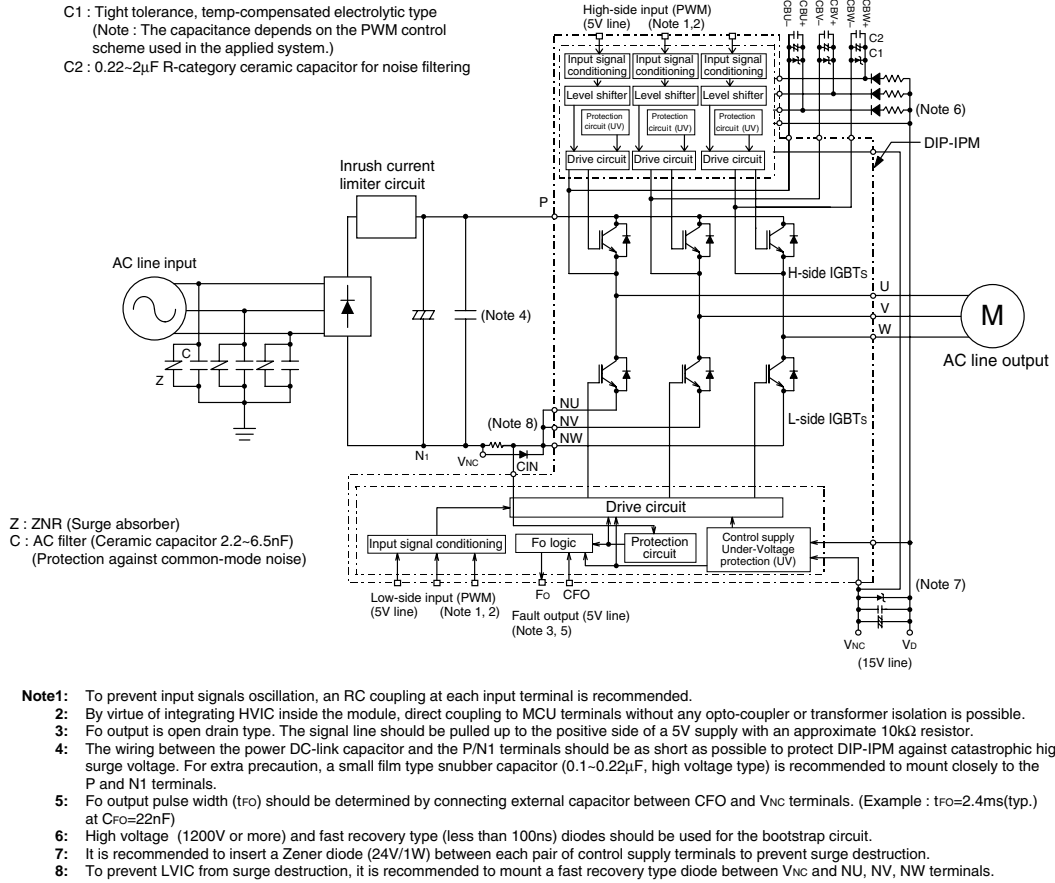 C1 : Tight tolerance, temp-compensated electrolytic type
(Note : The capacitance depends on the PWM control
scheme used in the applied system.)
C2 : 0.22~2µF R-category ceramic capacitor for noise filtering
High-side input (PWM)
(5V line) (Note 1,2)
CBU–
CBU+
CBV–
CBV+
CBW–
CBW+
C2
C1
Input signal conditioning
Input signal conditioning
Input signal conditioning
Level shifter
Level shifter
Level shifter
Protection circuit (UV)
Protection circuit (UV)
Protection circuit (UV)
Drive circuit
Drive circuit
Drive circuit
(Note 6)
DIP-IPM
Inrush current
limiter circuit
P
AC line input
H-side IGBTs
U
V
W
M
AC line output
(Note 4)
C
Z
NU
(Note 8)
NV
NW
L-side IGBTs
N1
VNC
CIN
Drive circuit
Z : ZNR (Surge absorber)
C : AC filter (Ceramic capacitor 2.2~6.5nF)
(Protection against common-mode noise)
Input signal conditioning
Fo logic
Protection
circuit
Control supply
Under-Voltage
protection (UV)
Low-side input (PWM)
(5V line) (Note 1, 2)
FO CFO
Fault output (5V line)
(Note 3, 5)
(Note 7)
VNC VD
(15V line)
Note1: To prevent input signals oscillation, an RC coupling at each input terminal is recommended.
2: By virtue of integrating HVIC inside the module, direct coupling to MCU terminals without any opto-coupler or transformer isolation is possible.
3: Fo output is open drain type. The signal line should be pulled up to the positive side of a 5V supply with an approximate 10kΩ resistor.
4: The wiring between the power DC-link capacitor and the P/N1 terminals should be as short as possible to protect DIP-IPM against catastrophic hig
surge voltage. For extra precaution, a small film type snubber capacitor (0.1~0.22µF, high voltage type) is recommended to mount closely to the
P and N1 terminals.
5: Fo output pulse width (tFO) should be determined by connecting external capacitor between CFO and VNC terminals. (Example : tFO=2.4ms(typ.)
at CFO=22nF)
6: High voltage (1200V or more) and fast recovery type (less than 100ns) diodes should be used for the bootstrap circuit.
7: It is recommended to insert a Zener diode (24V/1W) between each pair of control supply terminals to prevent surge destruction.
8: To prevent LVIC from surge destruction, it is recommended to mount a fast recovery type diode between VNC and NU, NV, NW terminals.